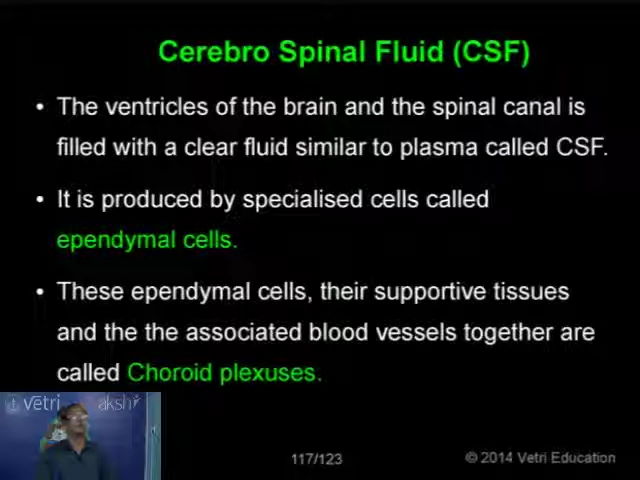 Cerebro Spinal Fluid (CSF)
• The ventricles of the brain and the spinal canal is
filled with a clear fluid similar to plasma called CSF.
• It is produced by specialised cells called
ependymal cells.
• These ependymal cells, their supportive tissues
and the the associated blood vessels together are
called Choroid plexuses.
vetri
117/123
© 2014 Vetri Education